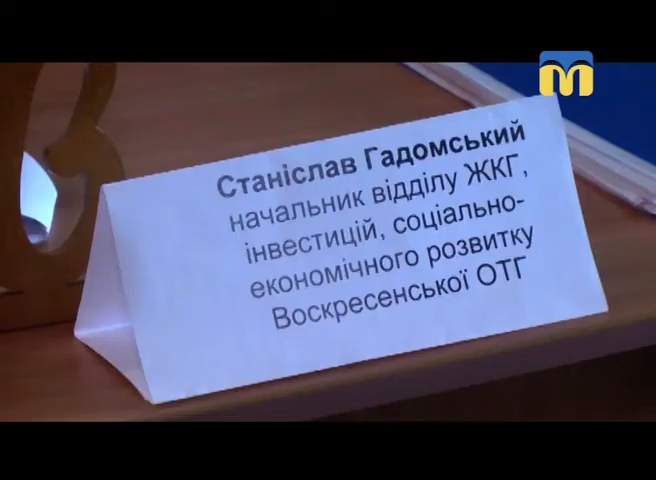 Станіслав Гадомський
начальник відділу ЖКГ,
інвестицій, соціально-
економічного розвитку
Воскресенської ОТГ